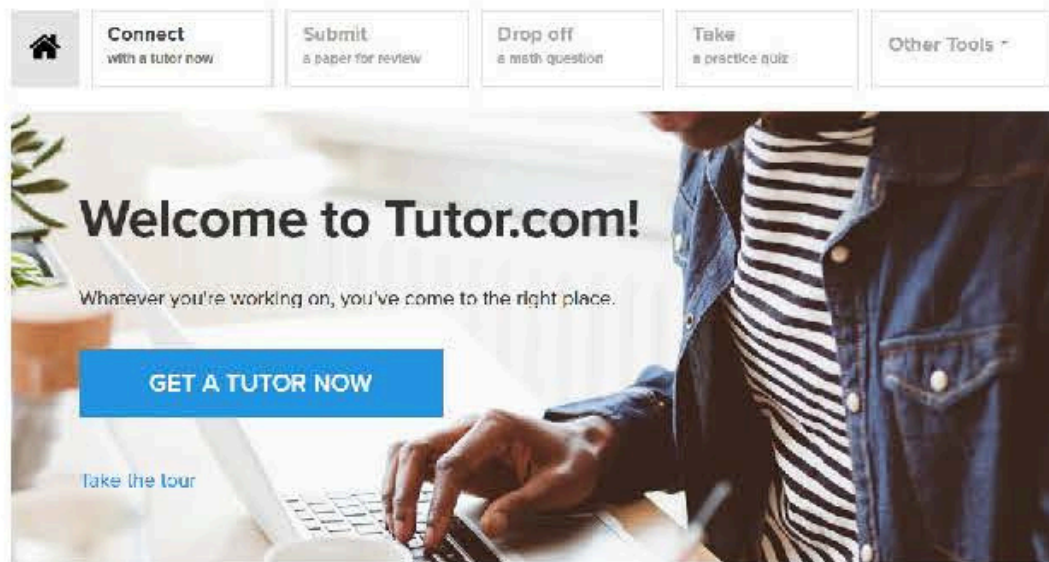 Connect
with a tutor now
Submit
a paper for review
Drop off
a math question
Take
a practice quiz
Other Tools
Welcome to Tutor.com!
Whatever you're working on, you've come to the right place.
GET A TUTOR NOW
Take the tour